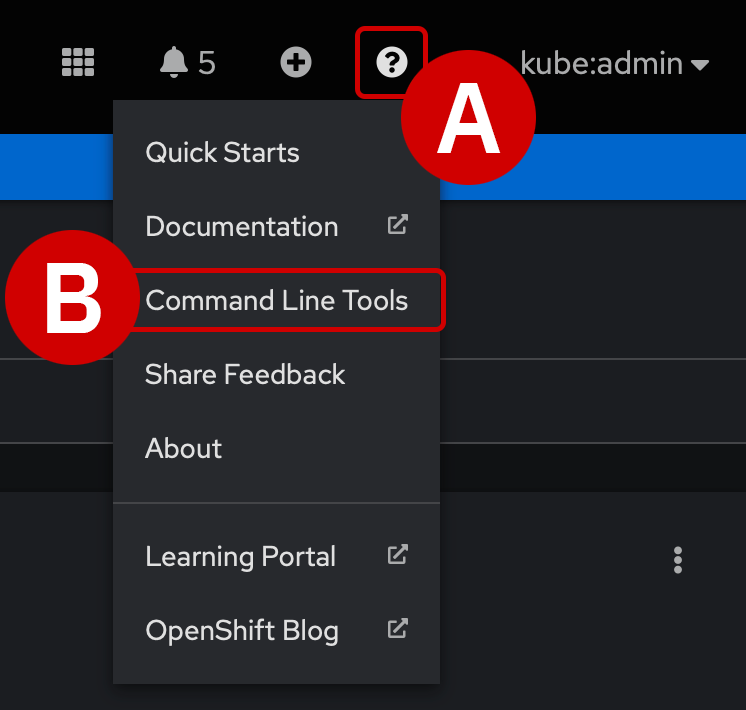 5
?
kube:admin
A
Quick Starts
Documentation
B
Command Line Tools
Share Feedback
About
Learning Portal
OpenShift Blog